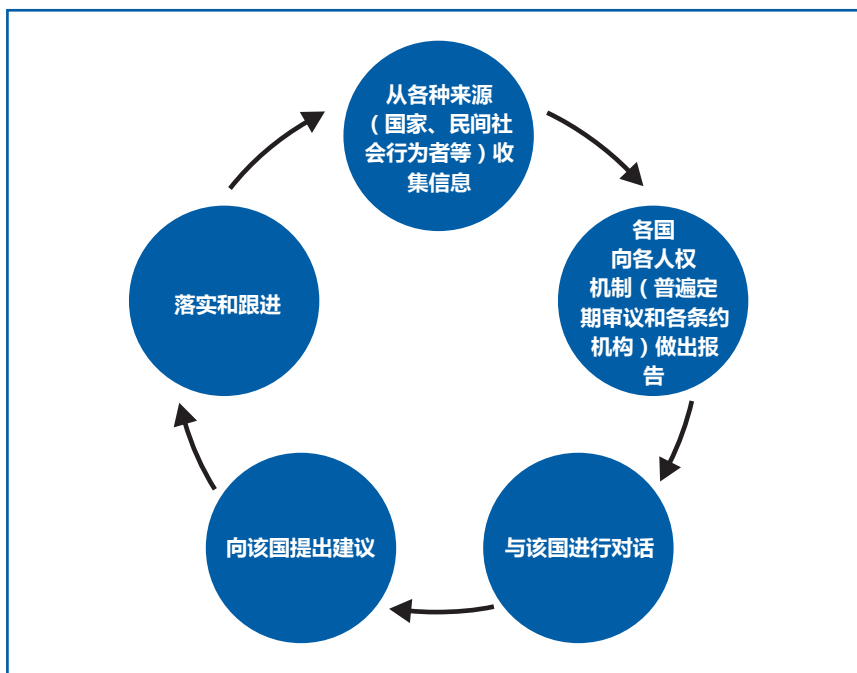 从各种来源
（国家、民间社
会行为者等）收
集信息
各国
向各人权
机制（普遍定
期审议和各条约
机构）做出报
告
与该国进行对话
向该国提出建议
落实和跟进